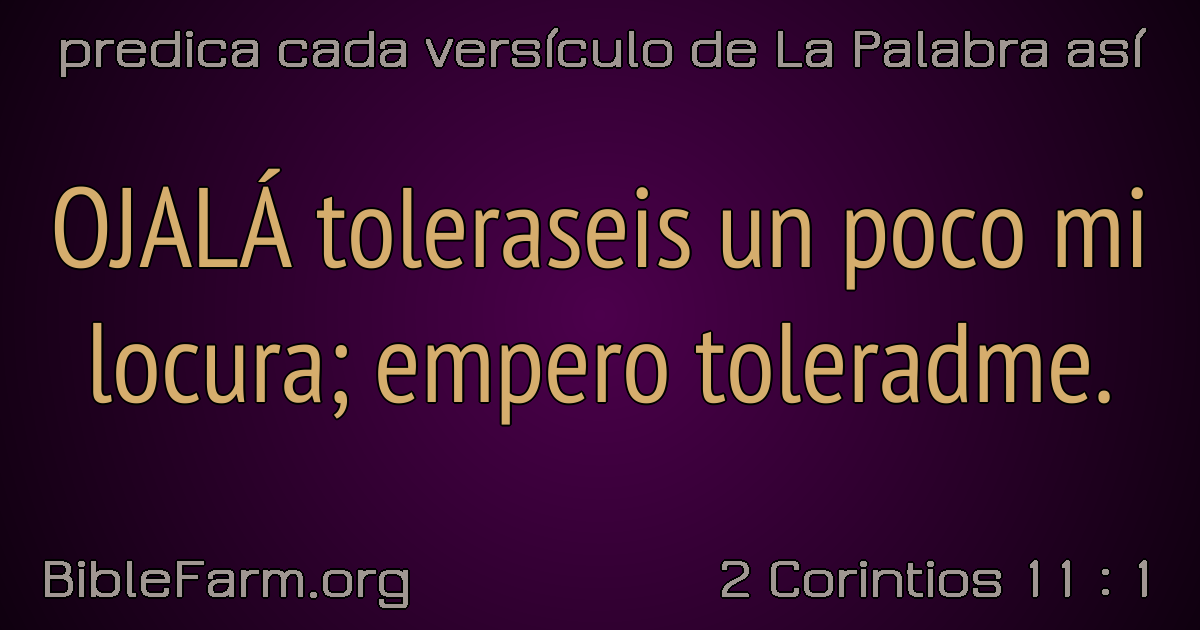 predica cada versículo de La Palabra así
OJALÁ toleraseis un poco mi
locura; empero toleradme.
BibleFarm.org
2 Corintios 11 : 1